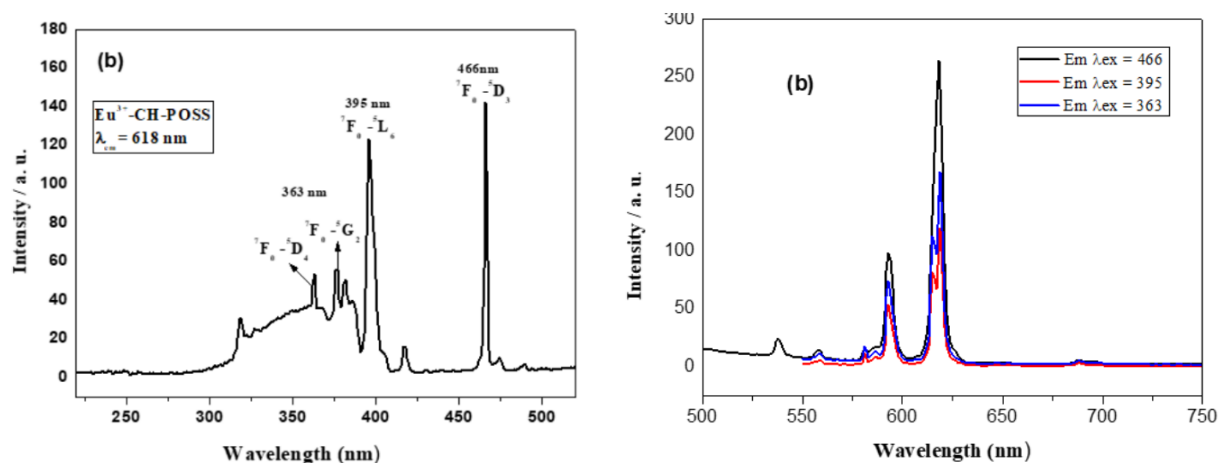 (b)
Eu³⁺-CH-POSS
λₑₘ = 618 nm
466nm
⁷F₀ -⁵D₃
395 nm
⁷F₀ -⁵L₆
363 nm
⁷F₀ -⁵G₂
⁷F₀ -⁵D₄
Intensity / a. u.
180
160
140
120
100
80
60
40
20
0
250
300
350
400
450
500
Wavelength (nm)
(b)
Em λex = 466
Em λex = 395
Em λex = 363
Intensity / a. u.
300
250
200
150
100
50
0
500
550
600
650
700
750
Wavelength (nm)